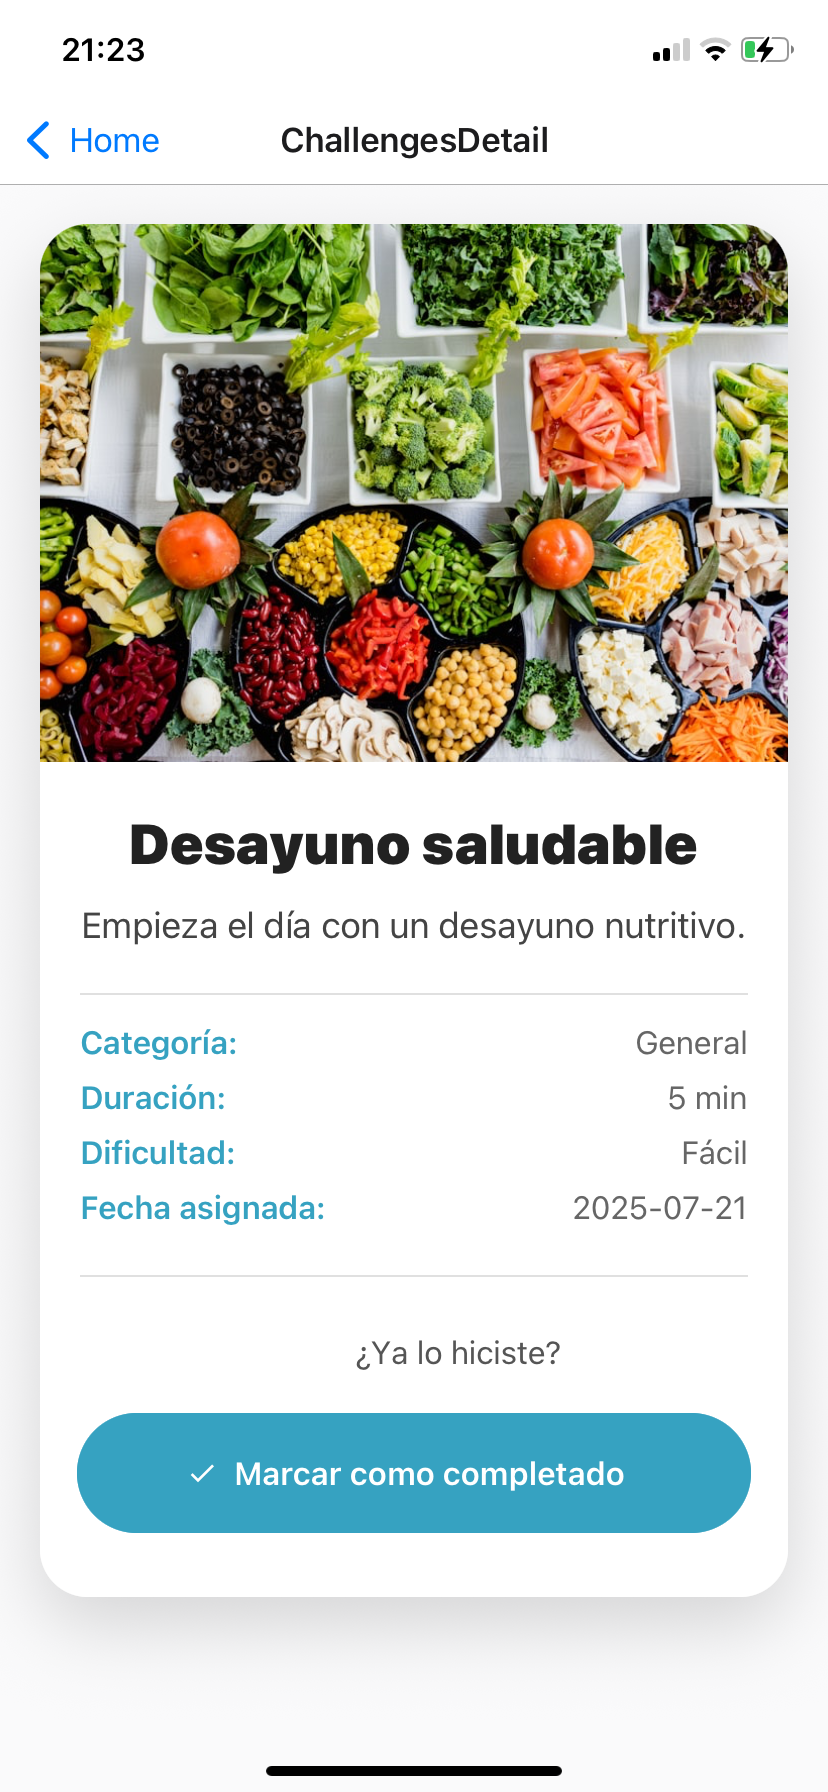 21:23
Home
ChallengesDetail
Desayuno saludable
Empieza el día con un desayuno nutritivo.
Categoría: General
Duración: 5 min
Dificultad: Fácil
Fecha asignada: 2025-07-21
¿Ya lo hiciste?
Marcar como completado